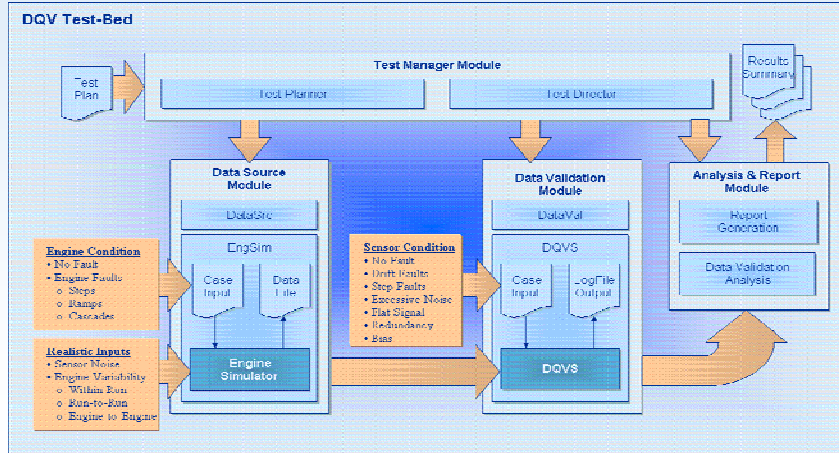 DQV Test-Bed
Test Manager Module
Test
Plan
Test Planner
Test Director
Results
Summary
Data Source
Module
DataSrc
EngSim
Case
Input
Data
File
Engine
Simulator
Data Validation
Module
DataVal
DQVS
Case
Input
LogFile
Output
DQVS
Analysis & Report
Module
Report
Generation
Data Validation
Analysis
Engine Condition
• No Fault
• Engine Faults
o Steps
o Ramps
o Cascades
Realistic Inputs
• Sensor Noise
• Engine Variability
o Within Run
o Run-to-Run
o Engine to Engine
Sensor Condition
• No Fault
• Drift Faults
• Step Faults
• Excessive Noise
• Flat Signal
• Redundancy
• Bias